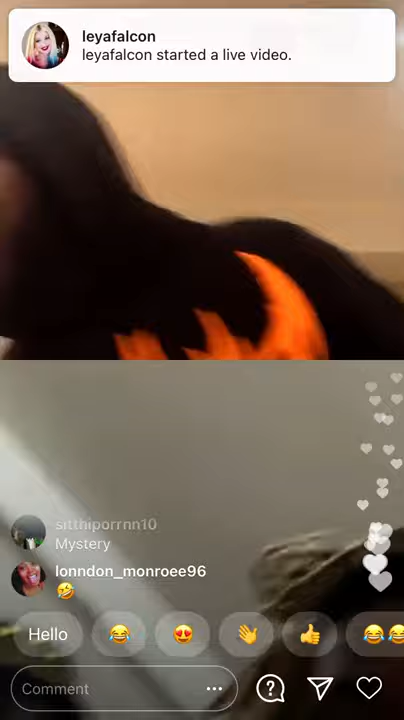 leyafalcon
leyafalcon started a live video.
sitthiporrnn10
Mystery
lonndon_monroee96
🤣
Hello 😂 😍 👋 👍 😂😂
Comment